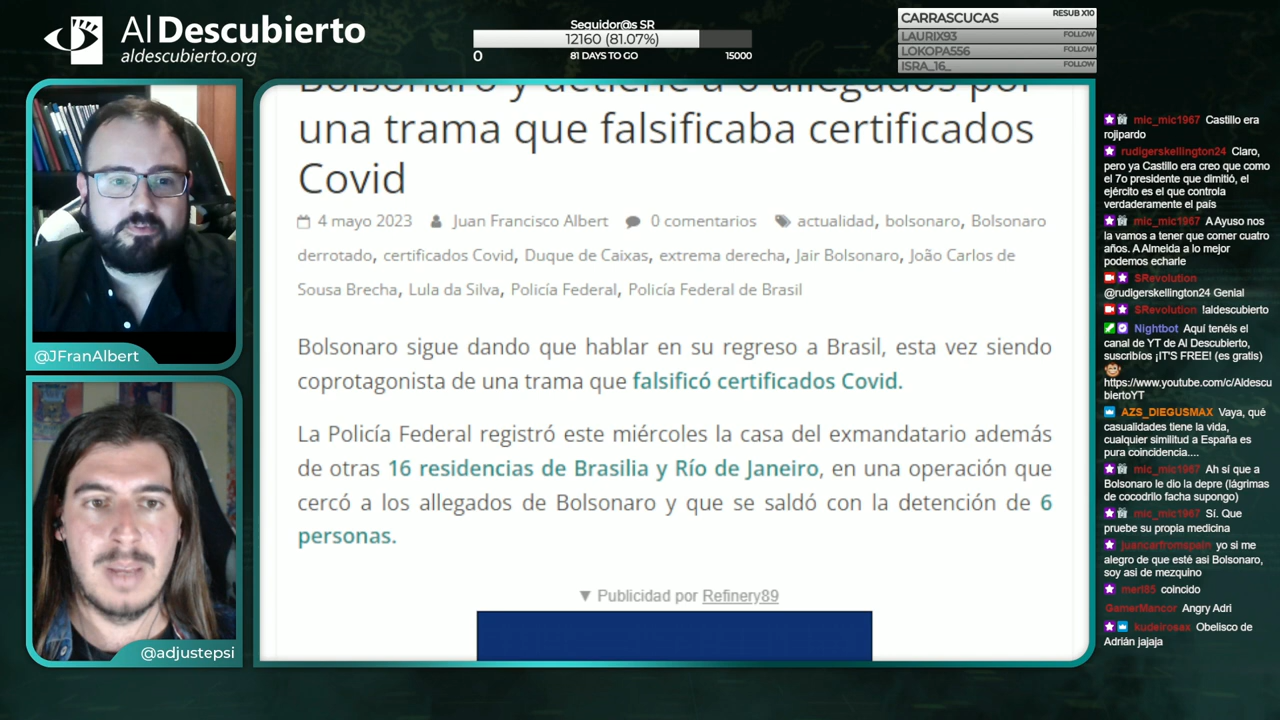 Al Descubierto
aldescubierto.org
Seguidor@s SR
12160 (81.07%)
0
81 DAYS TO GO
15000
CARRASCUCAS RESUB X10
LAURIX93 FOLLOW
LOKOPA556 FOLLOW
ISRA_16_ FOLLOW
@JFranAlbert
@adjustepsi
Bolsonaro y detiene a 6 allegados por
una trama que falsificaba certificados
Covid
4 mayo 2023 Juan Francisco Albert 0 comentarios actualidad, bolsonaro, Bolsonaro
derrotado, certificados Covid, Duque de Caixas, extrema derecha, Jair Bolsonaro, João Carlos de
Sousa Brecha, Lula da Silva, Policía Federal, Policía Federal de Brasil
Bolsonaro sigue dando que hablar en su regreso a Brasil, esta vez siendo
coprotagonista de una trama que falsificó certificados Covid.
La Policía Federal registró este miércoles la casa del exmandatario además
de otras 16 residencias de Brasilia y Río de Janeiro, en una operación que
cercó a los allegados de Bolsonaro y que se saldó con la detención de 6
personas.
▼ Publicidad por Refinery89
mic_mic1967 Castillo era
rojipardo
rudigerskellington24 Claro,
pero ya Castillo era creo que como
el 7o presidente que dimitió, el
ejército es el que controla
verdaderamente el país
mic_mic1967 A Ayuso nos
la vamos a tener que comer cuatro
años. A Almeida a lo mejor
podemos echarle
SRevolution
@rudigerskellington24 Genial
SRevolution !aldescubierto
Nightbot Aquí tenéis el
canal de YT de Al Descubierto,
suscribíos ¡IT'S FREE! (es gratis)
https://www.youtube.com/c/Aldescu
biertoYT
AZS_DIEGUSMAX Vaya, qué
casualidades tiene la vida,
cualquier similitud a España es
pura coincidencia....
mic_mic1967 Ah sí que a
Bolsonaro le dio la depre (lágrimas
de cocodrilo facha supongo)
mic_mic1967 Sí. Que
pruebe su propia medicina
juancarfromspain yo si me
alegro de que esté asi Bolsonaro,
soy asi de mezquino
meri85 coincido
GamerMancor Angry Adri
kudeirosax Obelisco de
Adrián jajaja